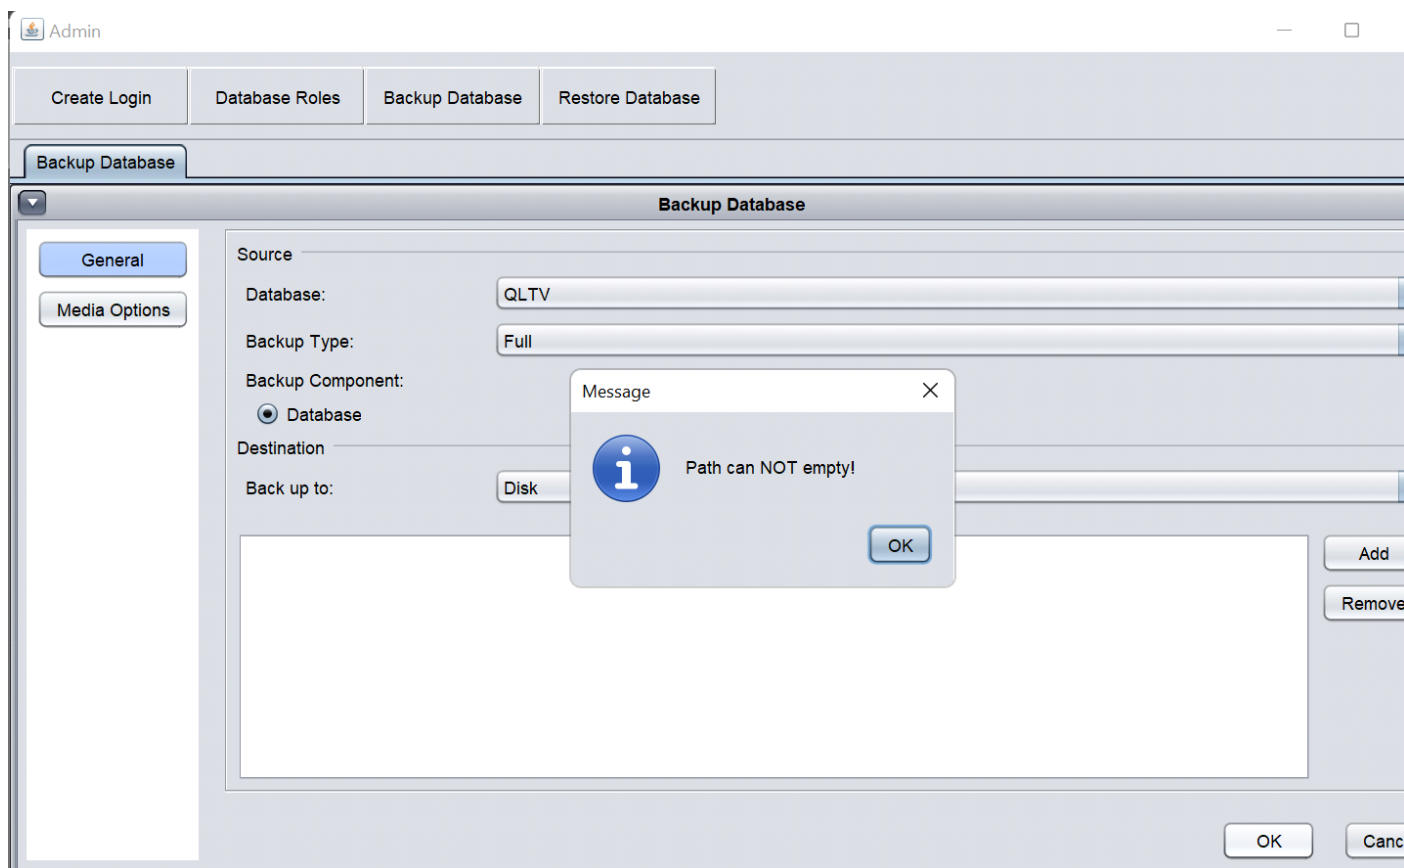 Admin
Create Login Database Roles Backup Database Restore Database
Backup Database
Backup Database
General
Media Options
Source
Database: QLTV
Backup Type: Full
Backup Component:
Database
Destination
Back up to: Disk
Message
Path can NOT empty!
OK
Add
Remove
OK Canc